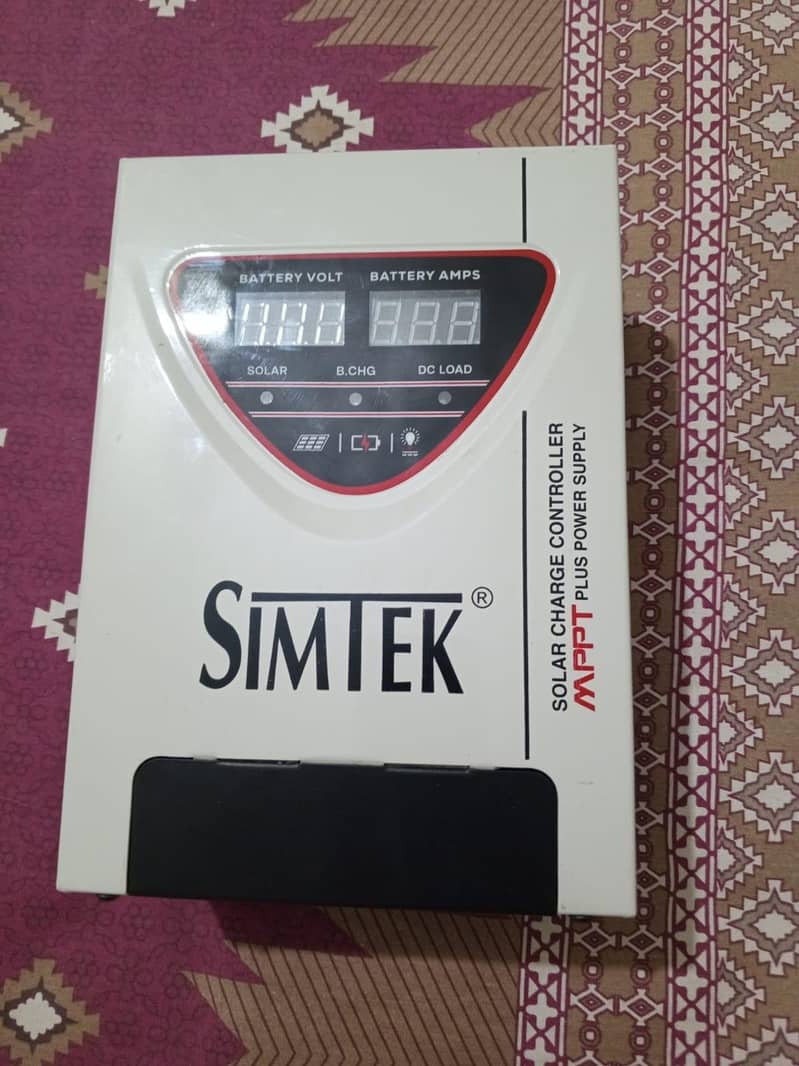 BATTERY VOLT BATTERY AMPS
SOLAR B.CHG DC LOAD
SIMTEK ®
SOLAR CHARGE CONTROLLER
MPPT PLUS POWER SUPPLY